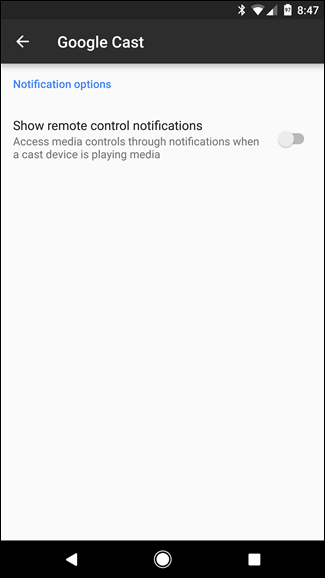 8:47
Google Cast
Notification options
Show remote control notifications
Access media controls through notifications when
a cast device is playing media